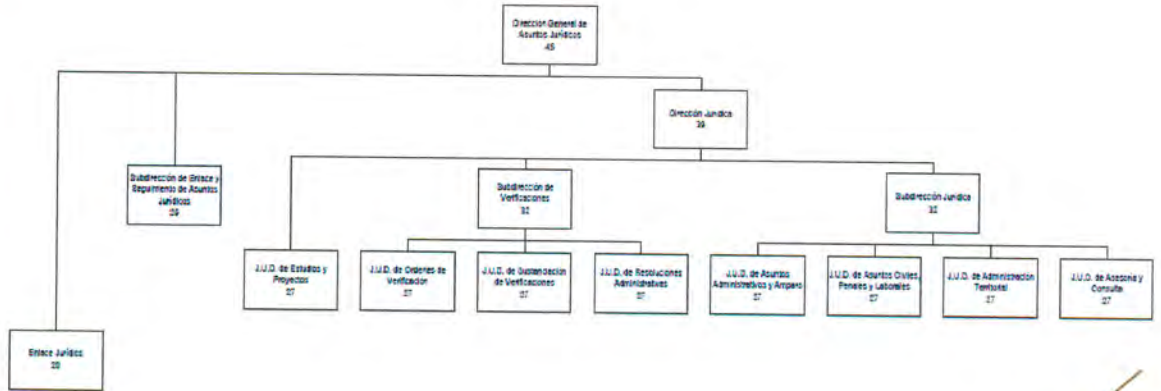 Dirección General de
Asuntos Jurídicos
45
Dirección Jurídica
39
Subdirección de Enlace y
Seguimiento de Asuntos
Jurídicos
29
Subdirección de
Verificaciones
32
Subdirección Jurídica
32
J.U.D. de Estudios y
Proyectos
27
J.U.D. de Ordenes de
Verificación
27
J.U.D. de Sustanciación
de Verificaciones
27
J.U.D. de Resoluciones
Administrativas
27
J.U.D. de Asuntos
Administrativos y Amparo
27
J.U.D. de Asuntos Civiles,
Penales y Laborales
27
J.U.D. de Administración
Territorial
27
J.U.D. de Asesoría y
Consulta
27
Enlace Jurídico
20